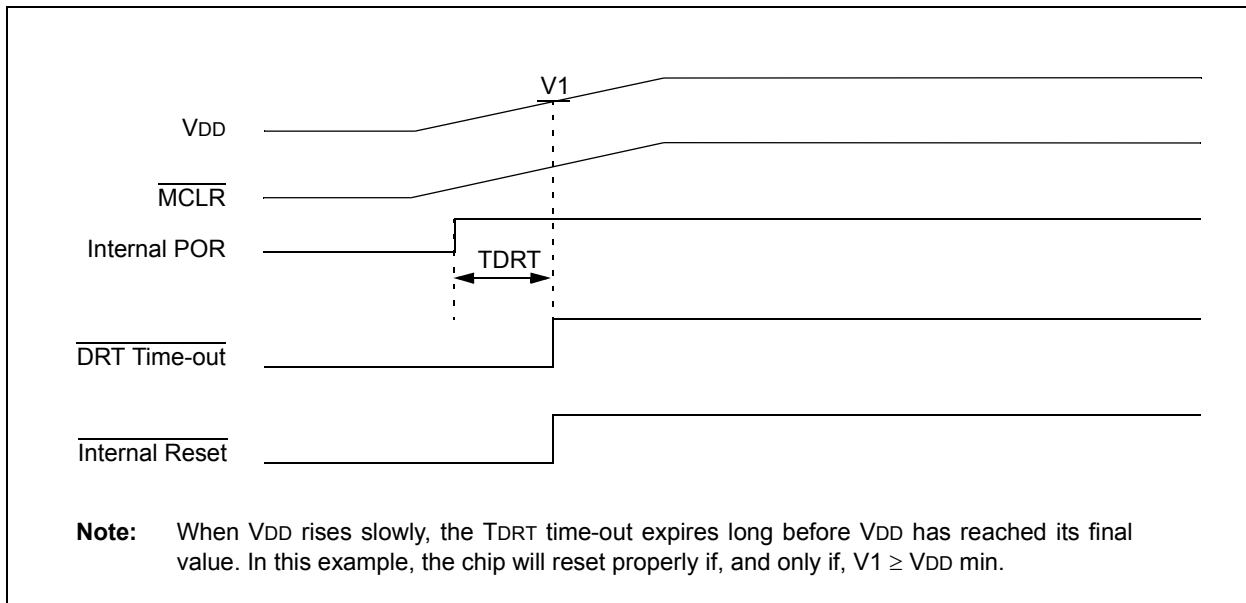 V1
VDD
MCLR
Internal POR
TDRT
DRT Time-out
Internal Reset
Note: When VDD rises slowly, the TDRT time-out expires long before VDD has reached its final
value. In this example, the chip will reset properly if, and only if, V1 ≥ VDD min.